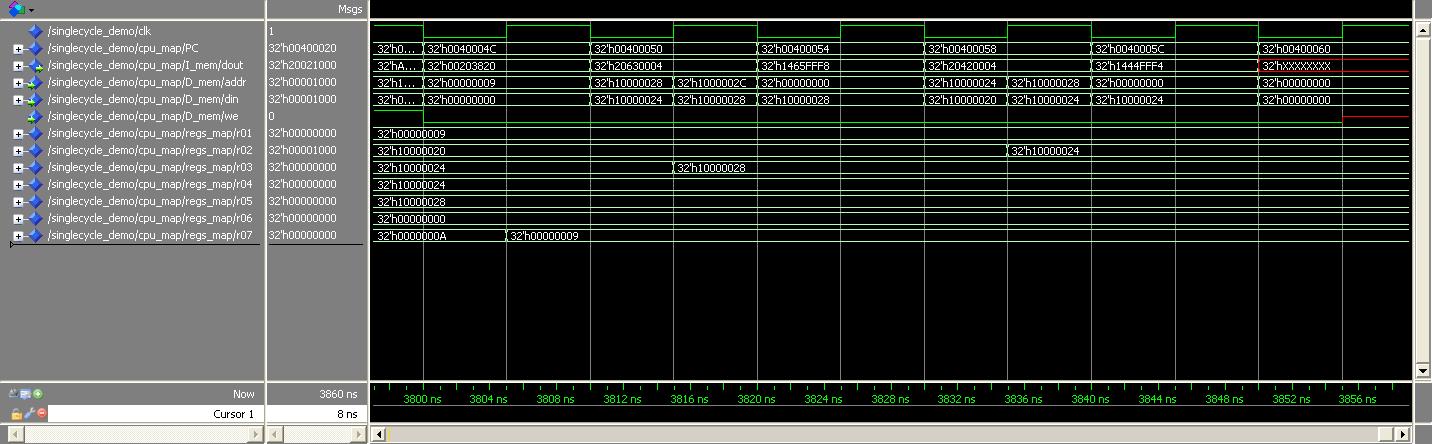 Msgs
/singlecycle_demo/clk 1
/singlecycle_demo/cpu_map/PC 32'h00400020 32'h0... 32'h0040004C 32'h00400050 32'h00400054 32'h00400058 32'h0040005C 32'h00400060
/singlecycle_demo/cpu_map/I_mem/dout 32'h20021000 32'hA... 32'h00203820 32'h20630004 32'h1465FFF8 32'h20420004 32'h1444FFF4 32'hXXXXXXXX
/singlecycle_demo/cpu_map/D_mem/addr 32'h00001000 32'h1... 32'h00000009 32'h10000028 32'h1000002C 32'h00000000 32'h10000024 32'h10000028 32'h00000000 32'h00000000
/singlecycle_demo/cpu_map/D_mem/din 32'h00001000 32'h0... 32'h00000000 32'h10000024 32'h10000028 32'h10000028 32'h10000020 32'h10000024 32'h10000024 32'h00000000
/singlecycle_demo/cpu_map/D_mem/we 0
/singlecycle_demo/cpu_map/regs_map/r01 32'h00000000 32'h00000009
/singlecycle_demo/cpu_map/regs_map/r02 32'h00001000 32'h10000020 32'h10000024
/singlecycle_demo/cpu_map/regs_map/r03 32'h00000000 32'h10000024 32'h10000028
/singlecycle_demo/cpu_map/regs_map/r04 32'h00000000 32'h10000024
/singlecycle_demo/cpu_map/regs_map/r05 32'h00000000 32'h10000028
/singlecycle_demo/cpu_map/regs_map/r06 32'h00000000 32'h00000000
/singlecycle_demo/cpu_map/regs_map/r07 32'h00000000 32'h0000000A 32'h00000009
Now 3860 ns 3800 ns 3804 ns 3808 ns 3812 ns 3816 ns 3820 ns 3824 ns 3828 ns 3832 ns 3836 ns 3840 ns 3844 ns 3848 ns 3852 ns 3856 ns
Cursor 1 8 ns